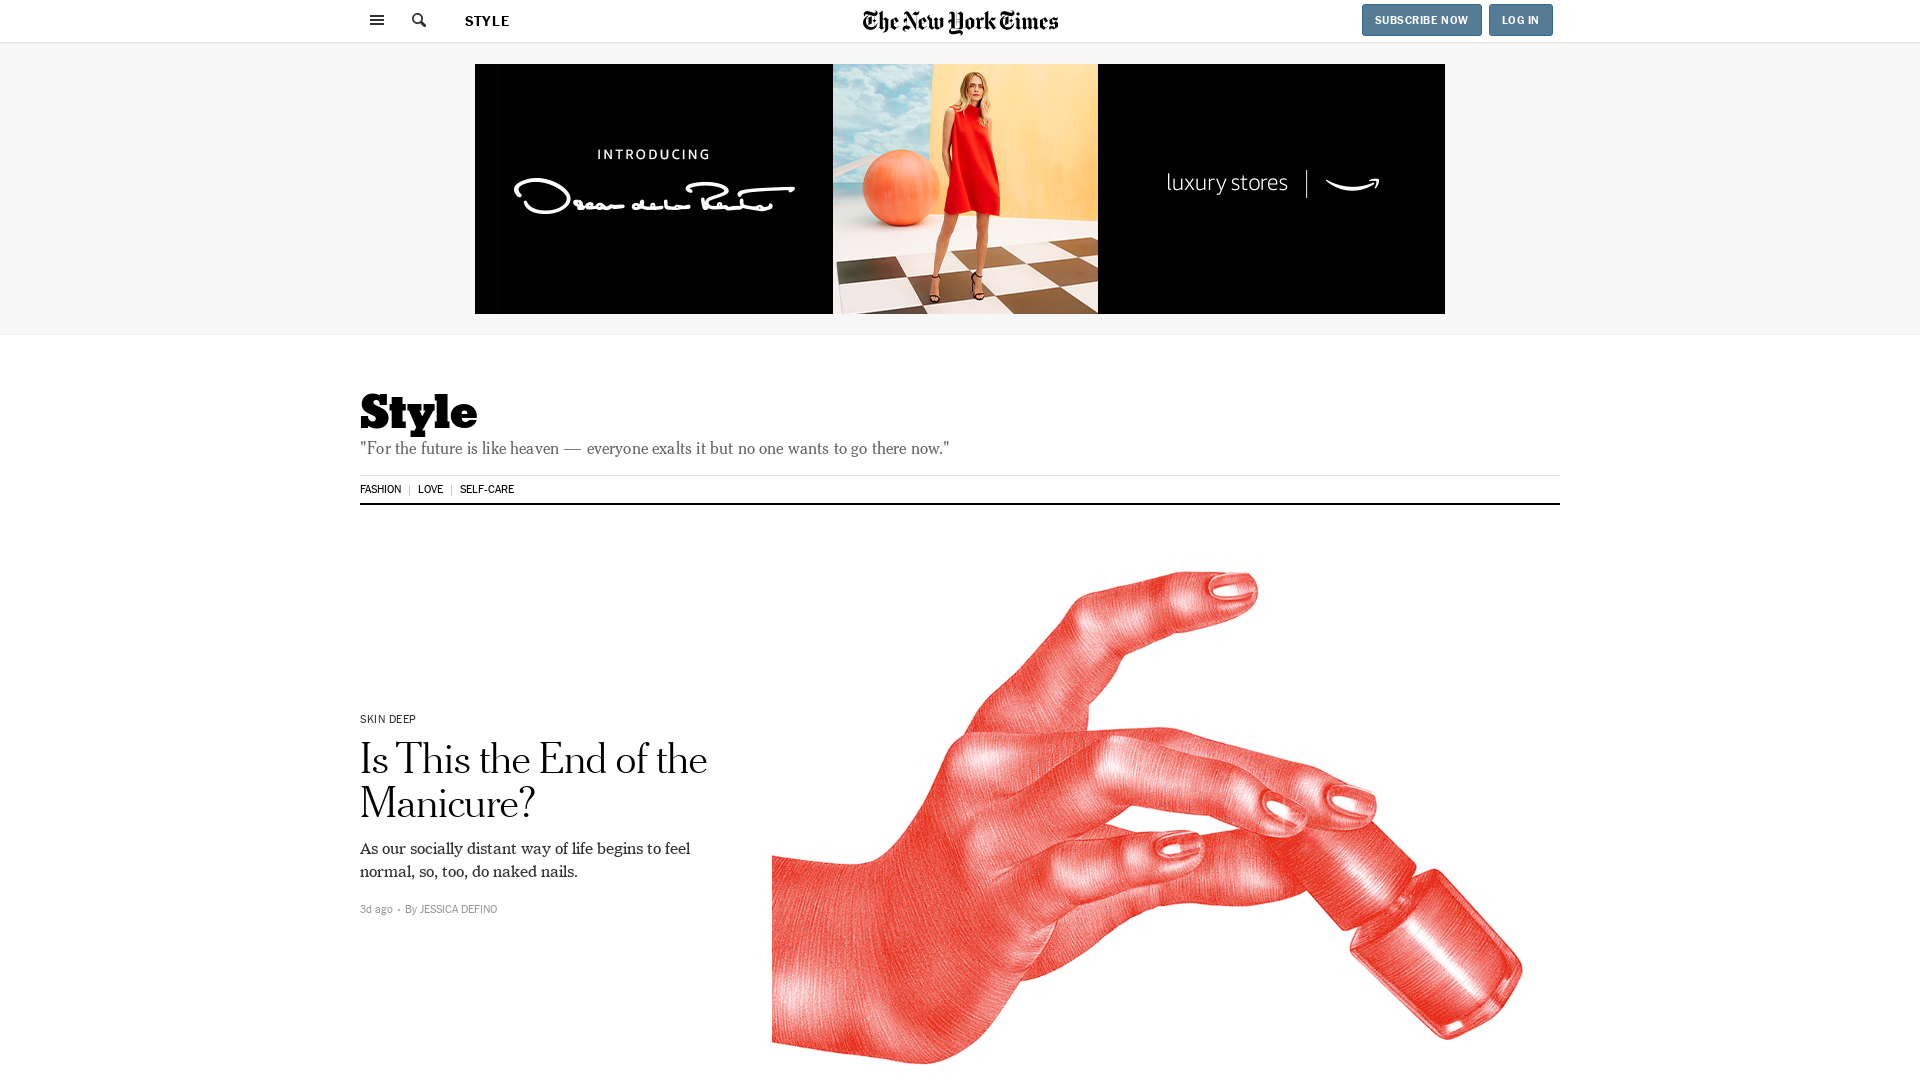 STYLE
The New York Times
SUBSCRIBE NOW
LOG IN
INTRODUCING
Oscar de la Renta
luxury stores
Style
"For the future is like heaven — everyone exalts it but no one wants to go there now."
FASHION | LOVE | SELF-CARE
SKIN DEEP
Is This the End of the
Manicure?
As our socially distant way of life begins to feel
normal, so, too, do naked nails.
3d ago • By JESSICA DEFINO